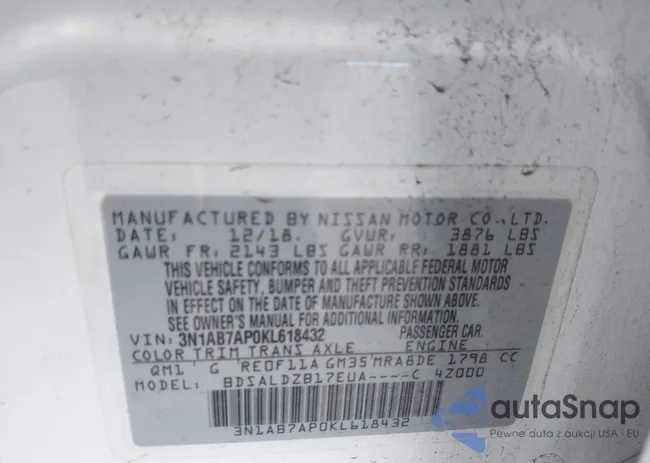 MANUFACTURED BY NISSAN MOTOR CO.,LTD.
DATE: 12/18. GVWR: 3876 LBS
GAWR FR: 2143 LBS GAWR RR: 1881 LBS
THIS VEHICLE CONFORMS TO ALL APPLICABLE FEDERAL MOTOR
VEHICLE SAFETY, BUMPER AND THEFT PREVENTION STANDARDS
IN EFFECT ON THE DATE OF MANUFACTURE SHOWN ABOVE.
SEE OWNER'S MANUAL FOR ADDITIONAL INFORMATION
VIN: 3N1AB7AP0KL618432 PASSENGER CAR.
COLOR TRIM TRANS AXLE ENGINE
QM1 G RE0F11A GM35 MRA8DE 1798 CC
MODEL: BDSALDZB17EUA----C 4Z000
3N1AB7AP0KL618432
autoSnap
Pewne auta z aukcji USA i EU